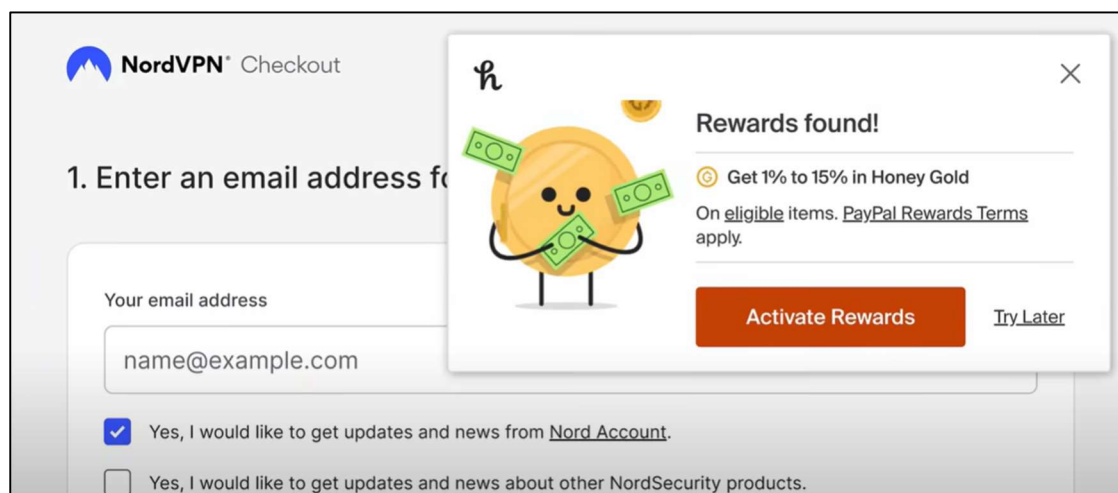 NordVPN® Checkout
1. Enter an email address fo
Your email address
name@example.com
Yes, I would like to get updates and news from Nord Account.
Yes, I would like to get updates and news about other NordSecurity products.
h
Rewards found!
G Get 1% to 15% in Honey Gold
On eligible items. PayPal Rewards Terms
apply.
Activate Rewards
Try Later